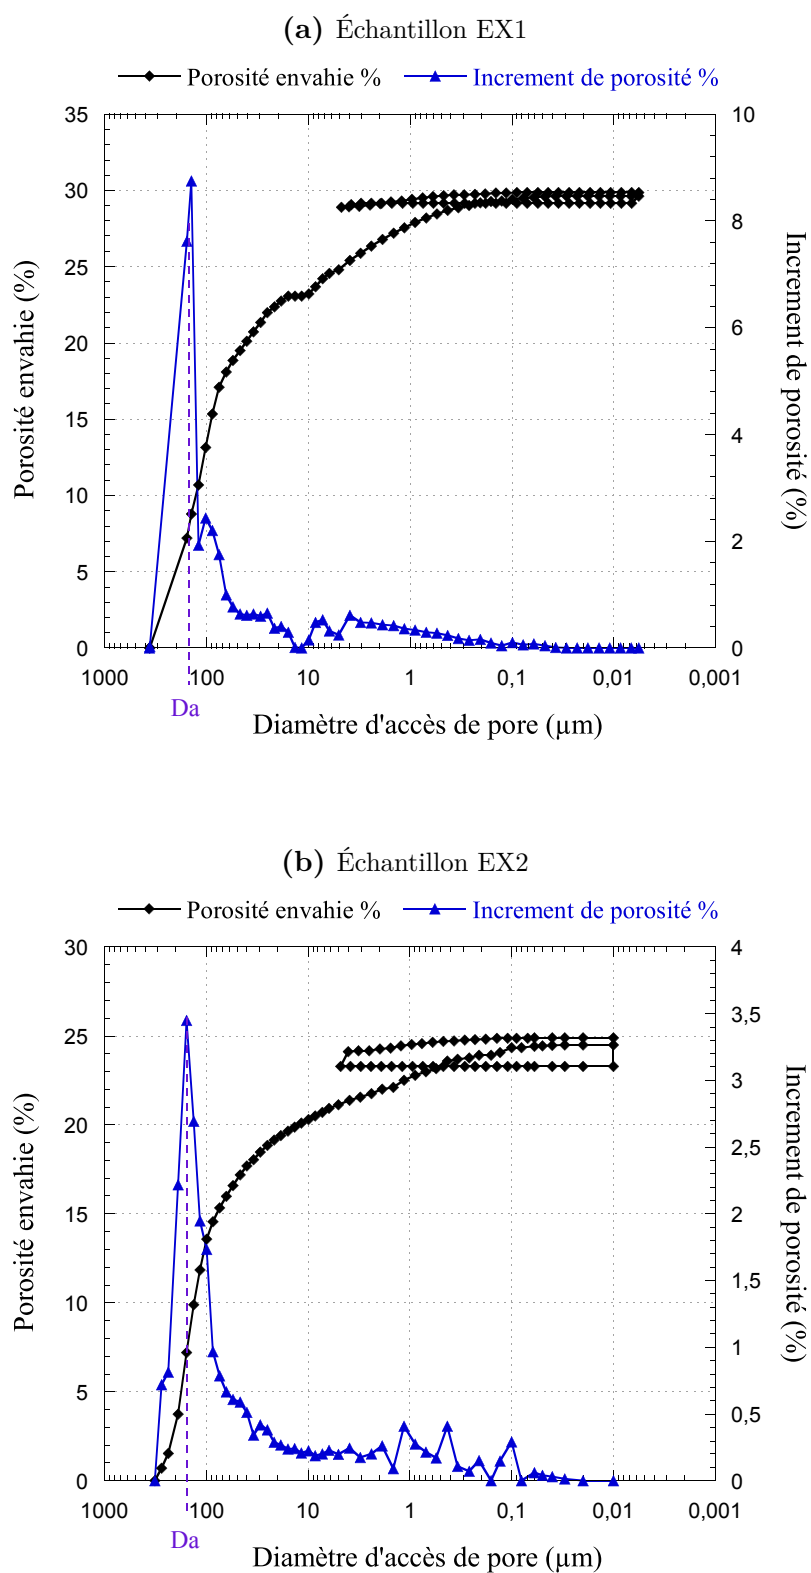 (a) Échantillon EX1
Porosité envahie % Increment de porosité %
35 10
30
8
25
6
20
15
4
10
2
5
0 0
1000 100 10 1 0,1 0,01 0,001
Da
Diamètre d'accès de pore (µm)
Porosité envahie (%)
Increment de porosité (%)
(b) Échantillon EX2
Porosité envahie % Increment de porosité %
30 4
3,5
25
3
20
2,5
15 2
1,5
10
1
5
0,5
0 0
1000 100 10 1 0,1 0,01 0,001
Da
Diamètre d'accès de pore (µm)
Porosité envahie (%)
Increment de porosité (%)